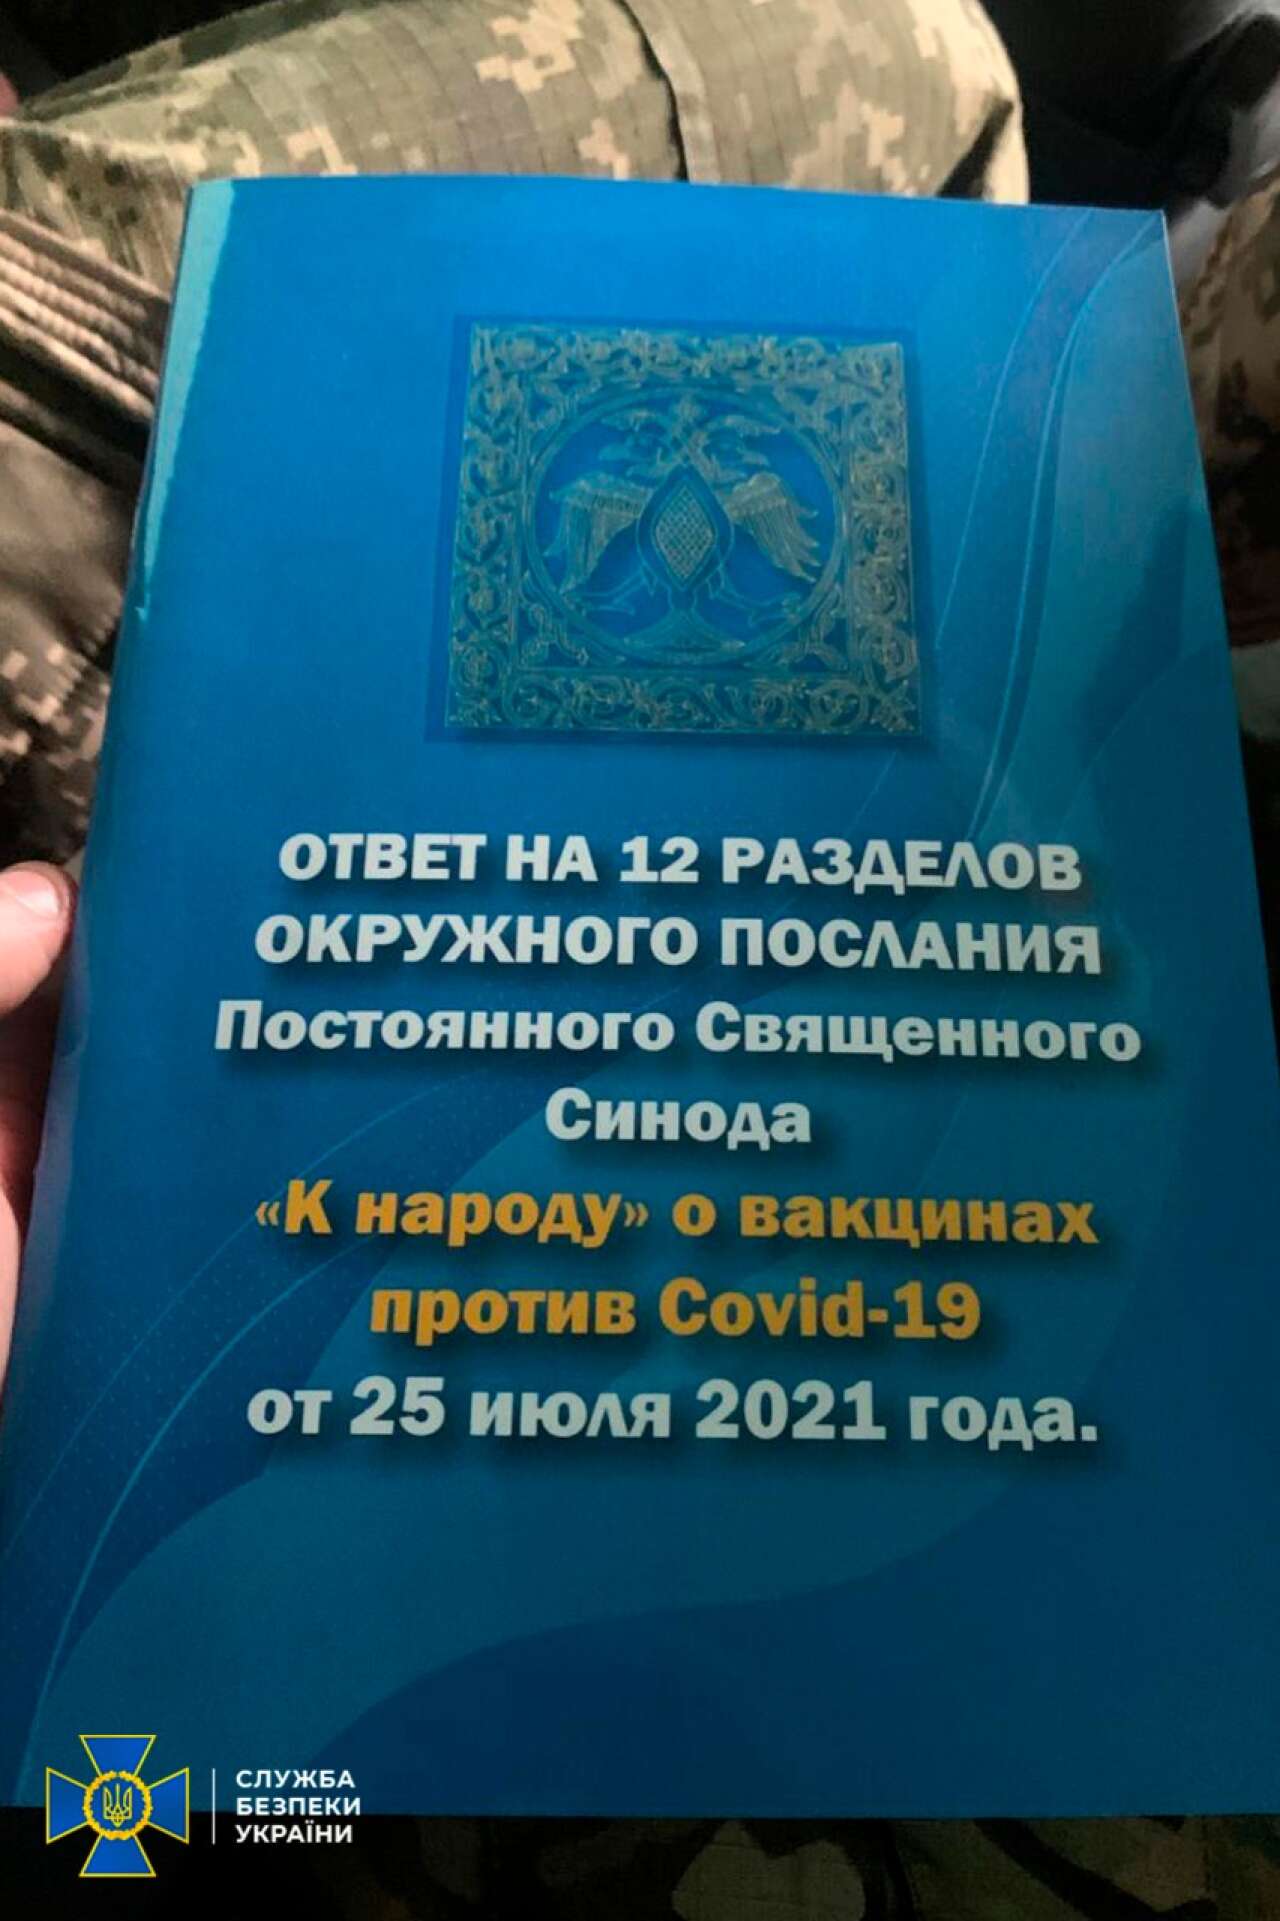 ОТВЕТ НА 12 РАЗДЕЛОВ
ОКРУЖНОГО ПОСЛАНИЯ
Постоянного Священного
Синода
«К народу» о вакцинах
против Covid-19
от 25 июля 2021 года.
СЛУЖБА
БЕЗПЕКИ
УКРАЇНИ